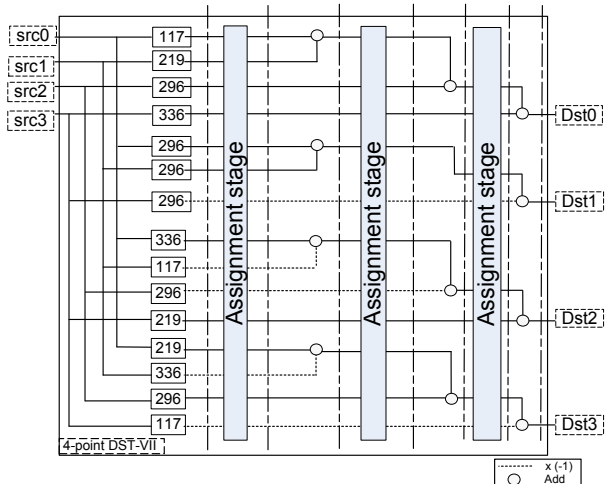 src0
117
src1
219
src2
296
src3
336
Dst0
296
296
296
Dst1
336
117
296
219
Dst2
219
336
296
117
Dst3
Assignment stage
Assignment stage
Assignment stage
4-point DST-VII
x (-1)
Add